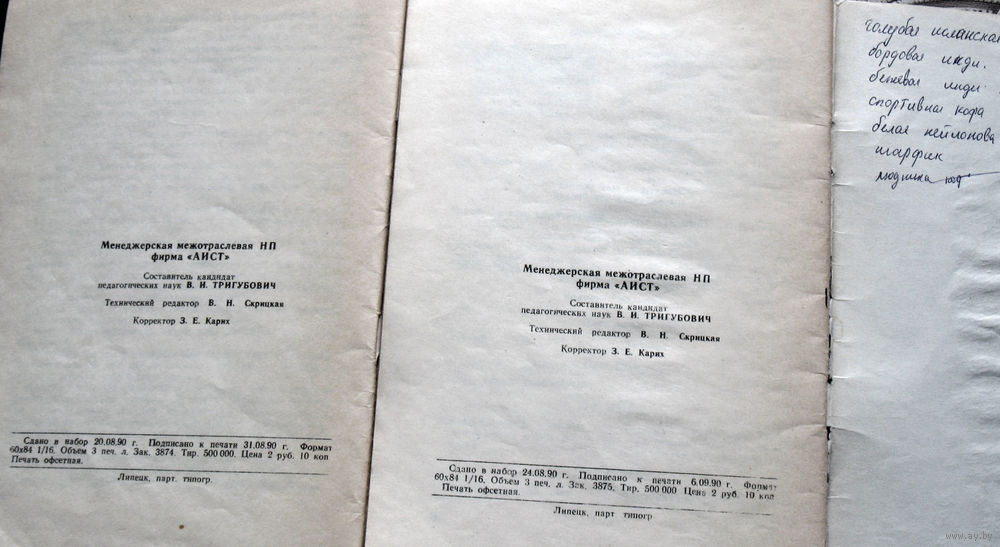 Менеджерская межотраслевая НП
фирма «АИСТ»
Составитель кандидат
педагогических наук В. И. ТРИГУБОВИЧ
Технический редактор В. Н. Скрицкая
Корректор З. Е. Карих
Сдано в набор 20.08.90 г. Подписано к печати 31.08.90 г. Формат
60х84 1/16. Объем 3 печ. л. Зак. 3874. Тир. 500 000. Цена 2 руб. 10 коп
Печать офсетная.
Липецк, парт. типогр.
Менеджерская межотраслевая НП
фирма «АИСТ»
Составитель кандидат
педагогических наук В. И. ТРИГУБОВИЧ
Технический редактор В. Н. Скрицкая
Корректор З. Е. Карих
Сдано в набор 24.08.90 г. Подписано к печати 6.09.90 г. Формат
60х84 1/16. Объем 3 печ. л. Зак. 3875. Тир. 500 000 Цена 2 руб. 10 коп
Печать офсетная.
Липецк, парт типогр
голубая исланская
бордовая
бежевая
спортивная кофа
белая нейлонова
шарфик
www.ay.by